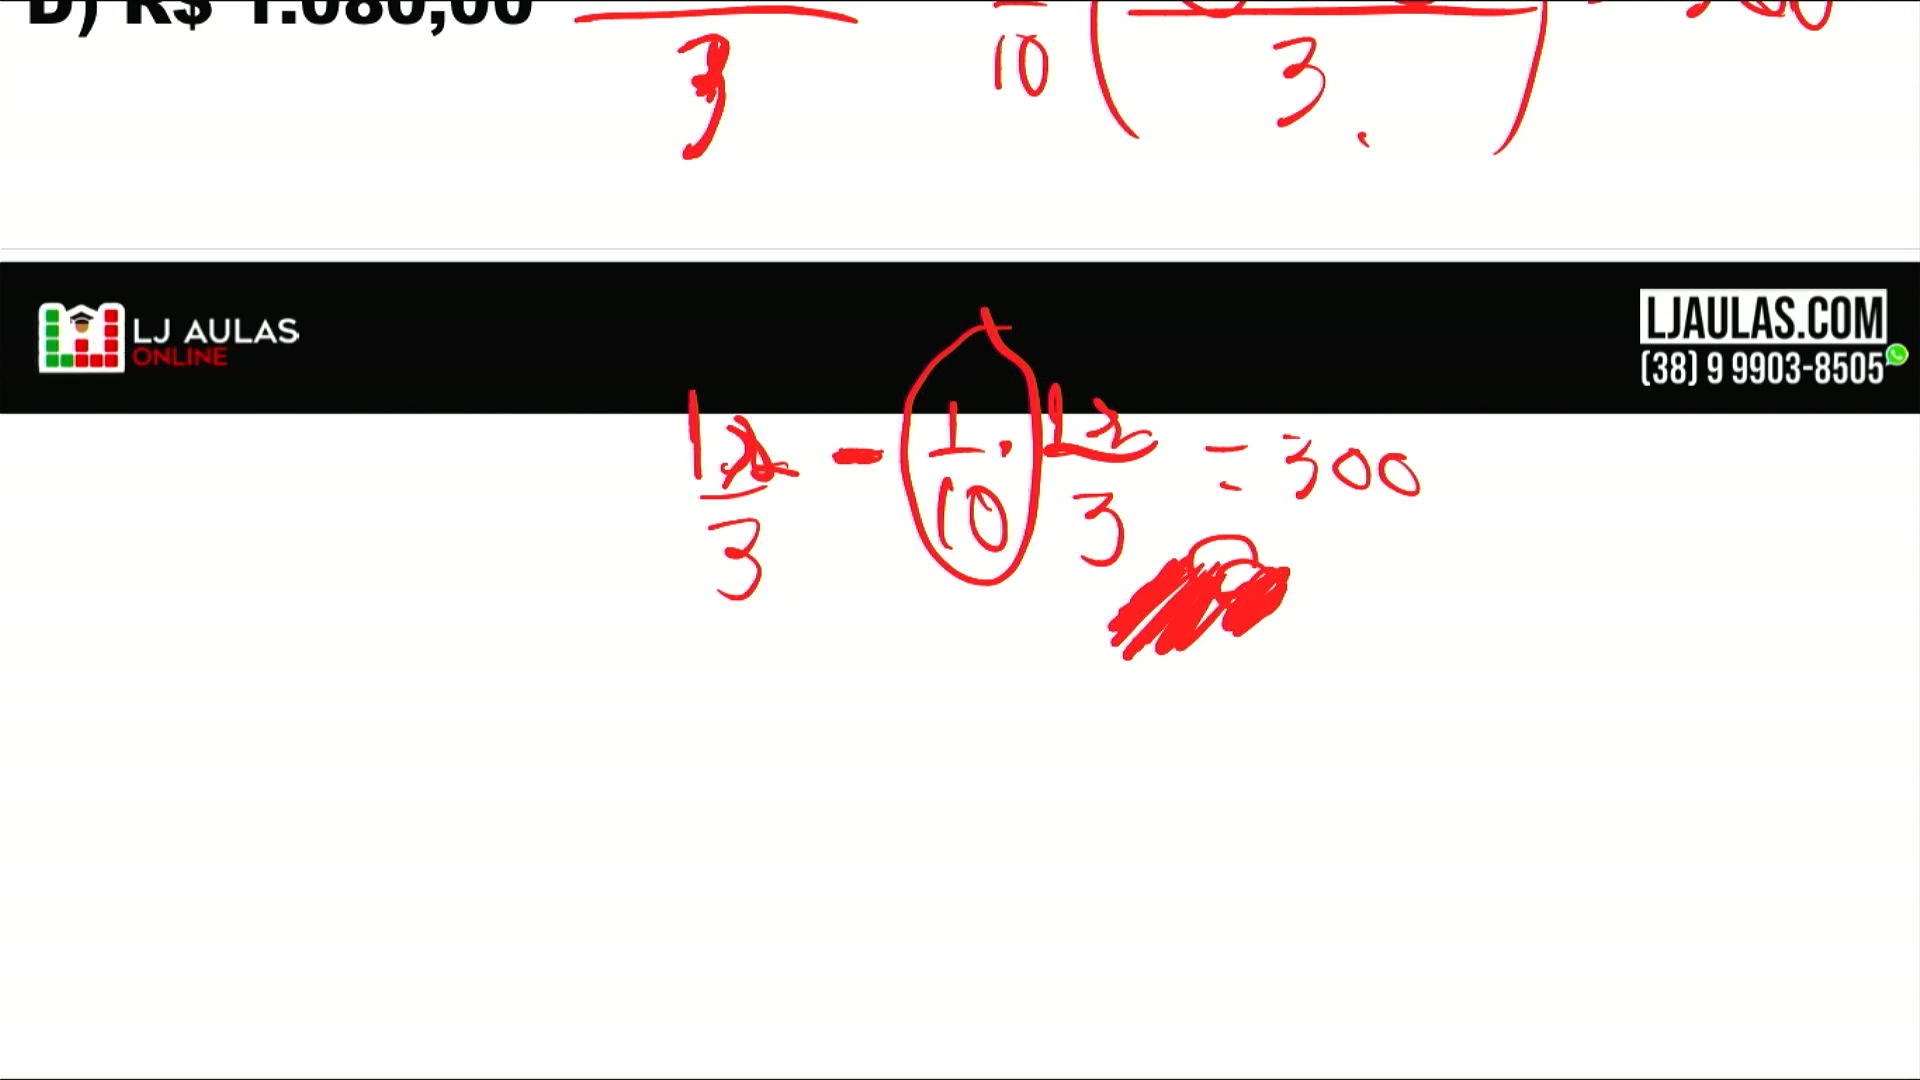 D) R$ 1.080,00
3 10 ( 3 )
LJ AULAS
ONLINE
LJAULAS.COM
(38) 9 9903-8505
1x/3 - 1/10 . 1x/3 = 300